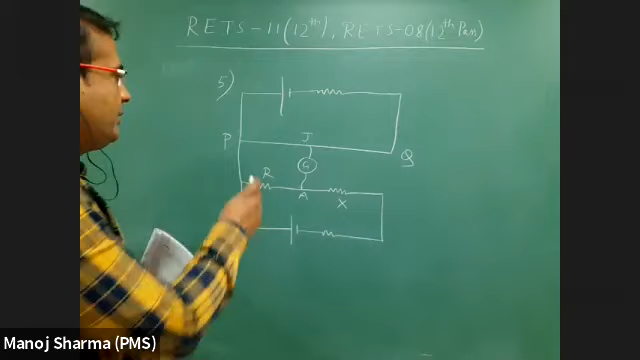 RETS-11(12th), RETS-08(12th Pan)
5)
P
J
Q
G
R
A
X
Manoj Sharma (PMS)